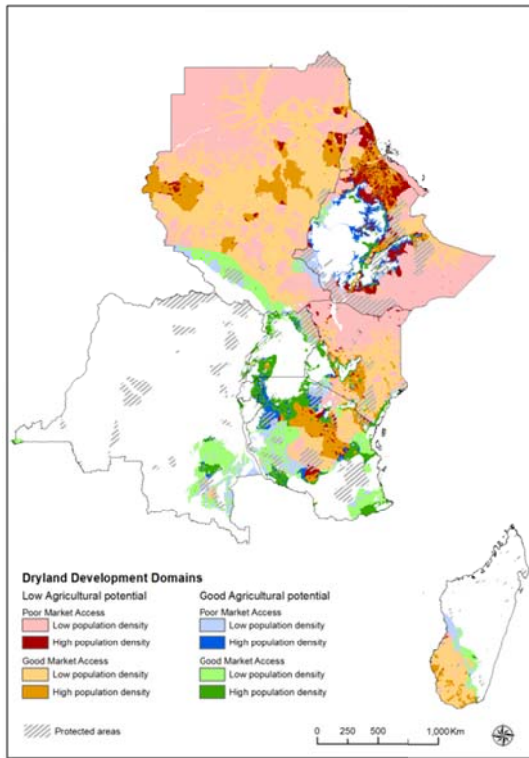 Dryland Development Domains
Low Agricultural potential
Poor Market Access
Low population density
High population density
Good Market Access
Low population density
High population density
Good Agricultural potential
Poor Market Access
Low population density
High population density
Good Market Access
Low population density
High population density
Protected areas
0 250 500 1,000 Km